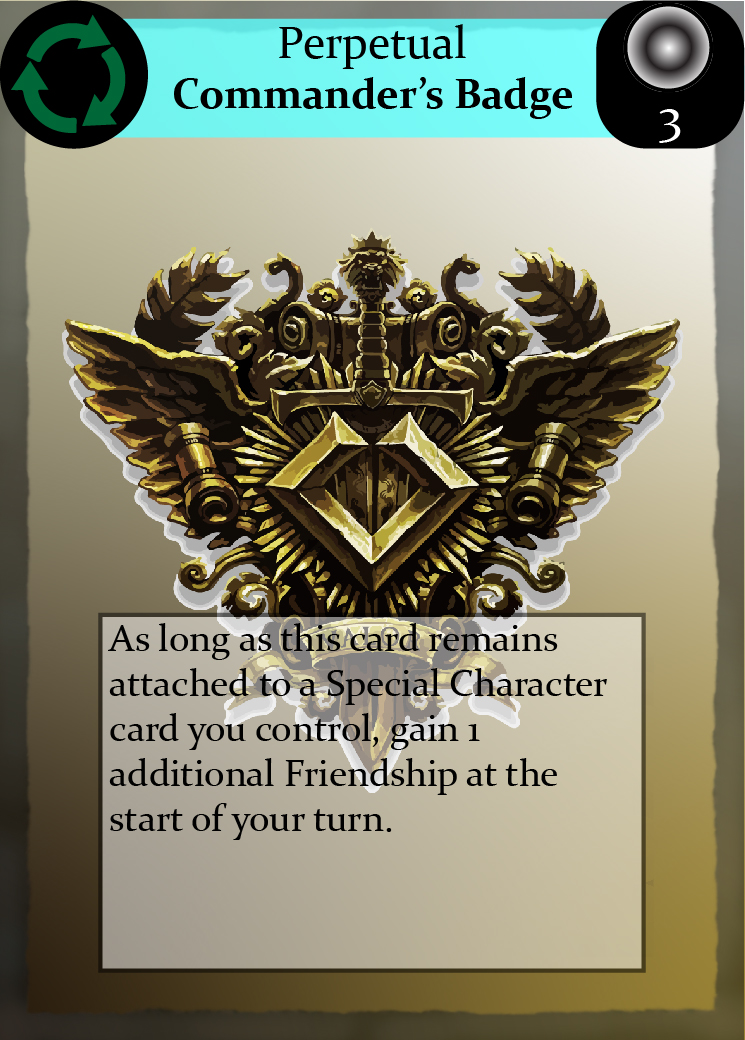 Perpetual
Commander’s Badge
3
As long as this card remains
attached to a Special Character
card you control, gain 1
additional Friendship at the
start of your turn.